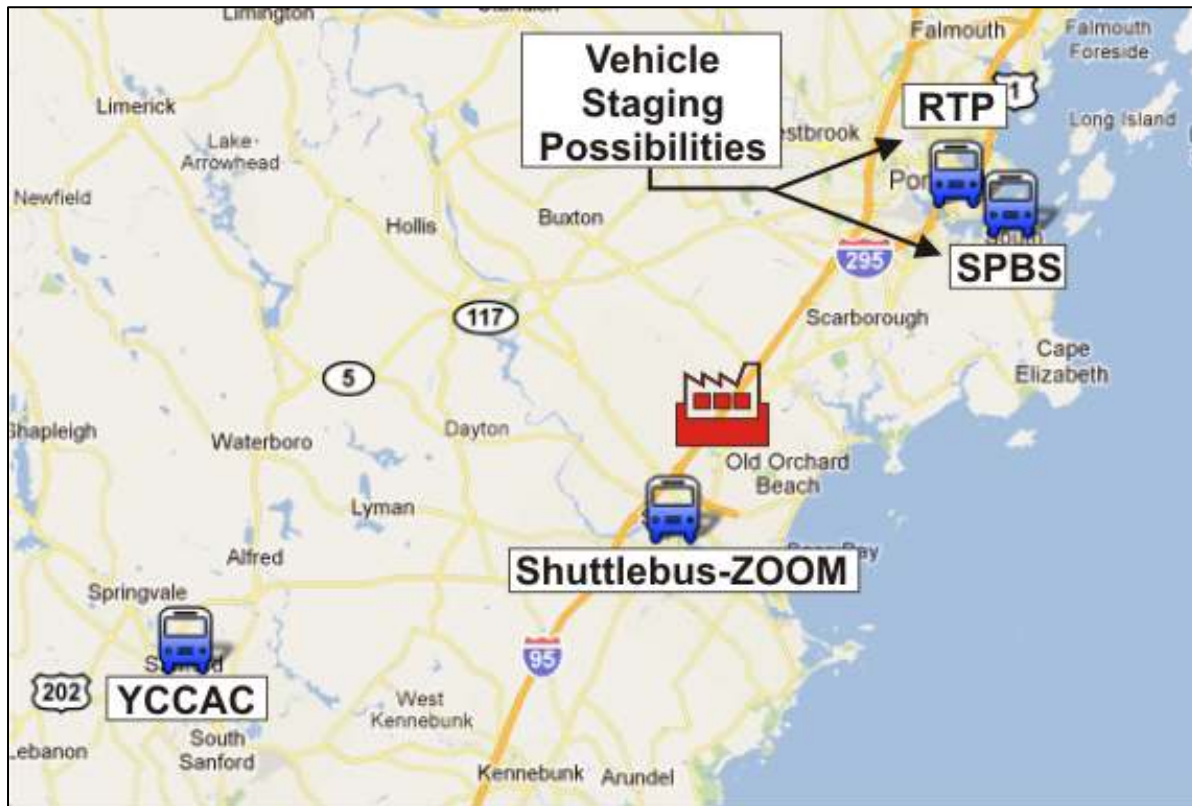 Limington
Falmouth
Falmouth
Foreside
Vehicle
Staging
Possibilities
RTP
1
Limerick
Long Island
Lake
Arrowhead
Newfield
Hollis
Buxton
SPBS
295
117
Scarborough
Cape
Elizabeth
5
Shapleigh
Waterboro
Dayton
Old Orchard
Beach
Lyman
Alfred
Shuttlebus-ZOOM
Springvale
95
202
YCCAC
West
Kennebunk
South
Sanford
Kennebunk
Arundel